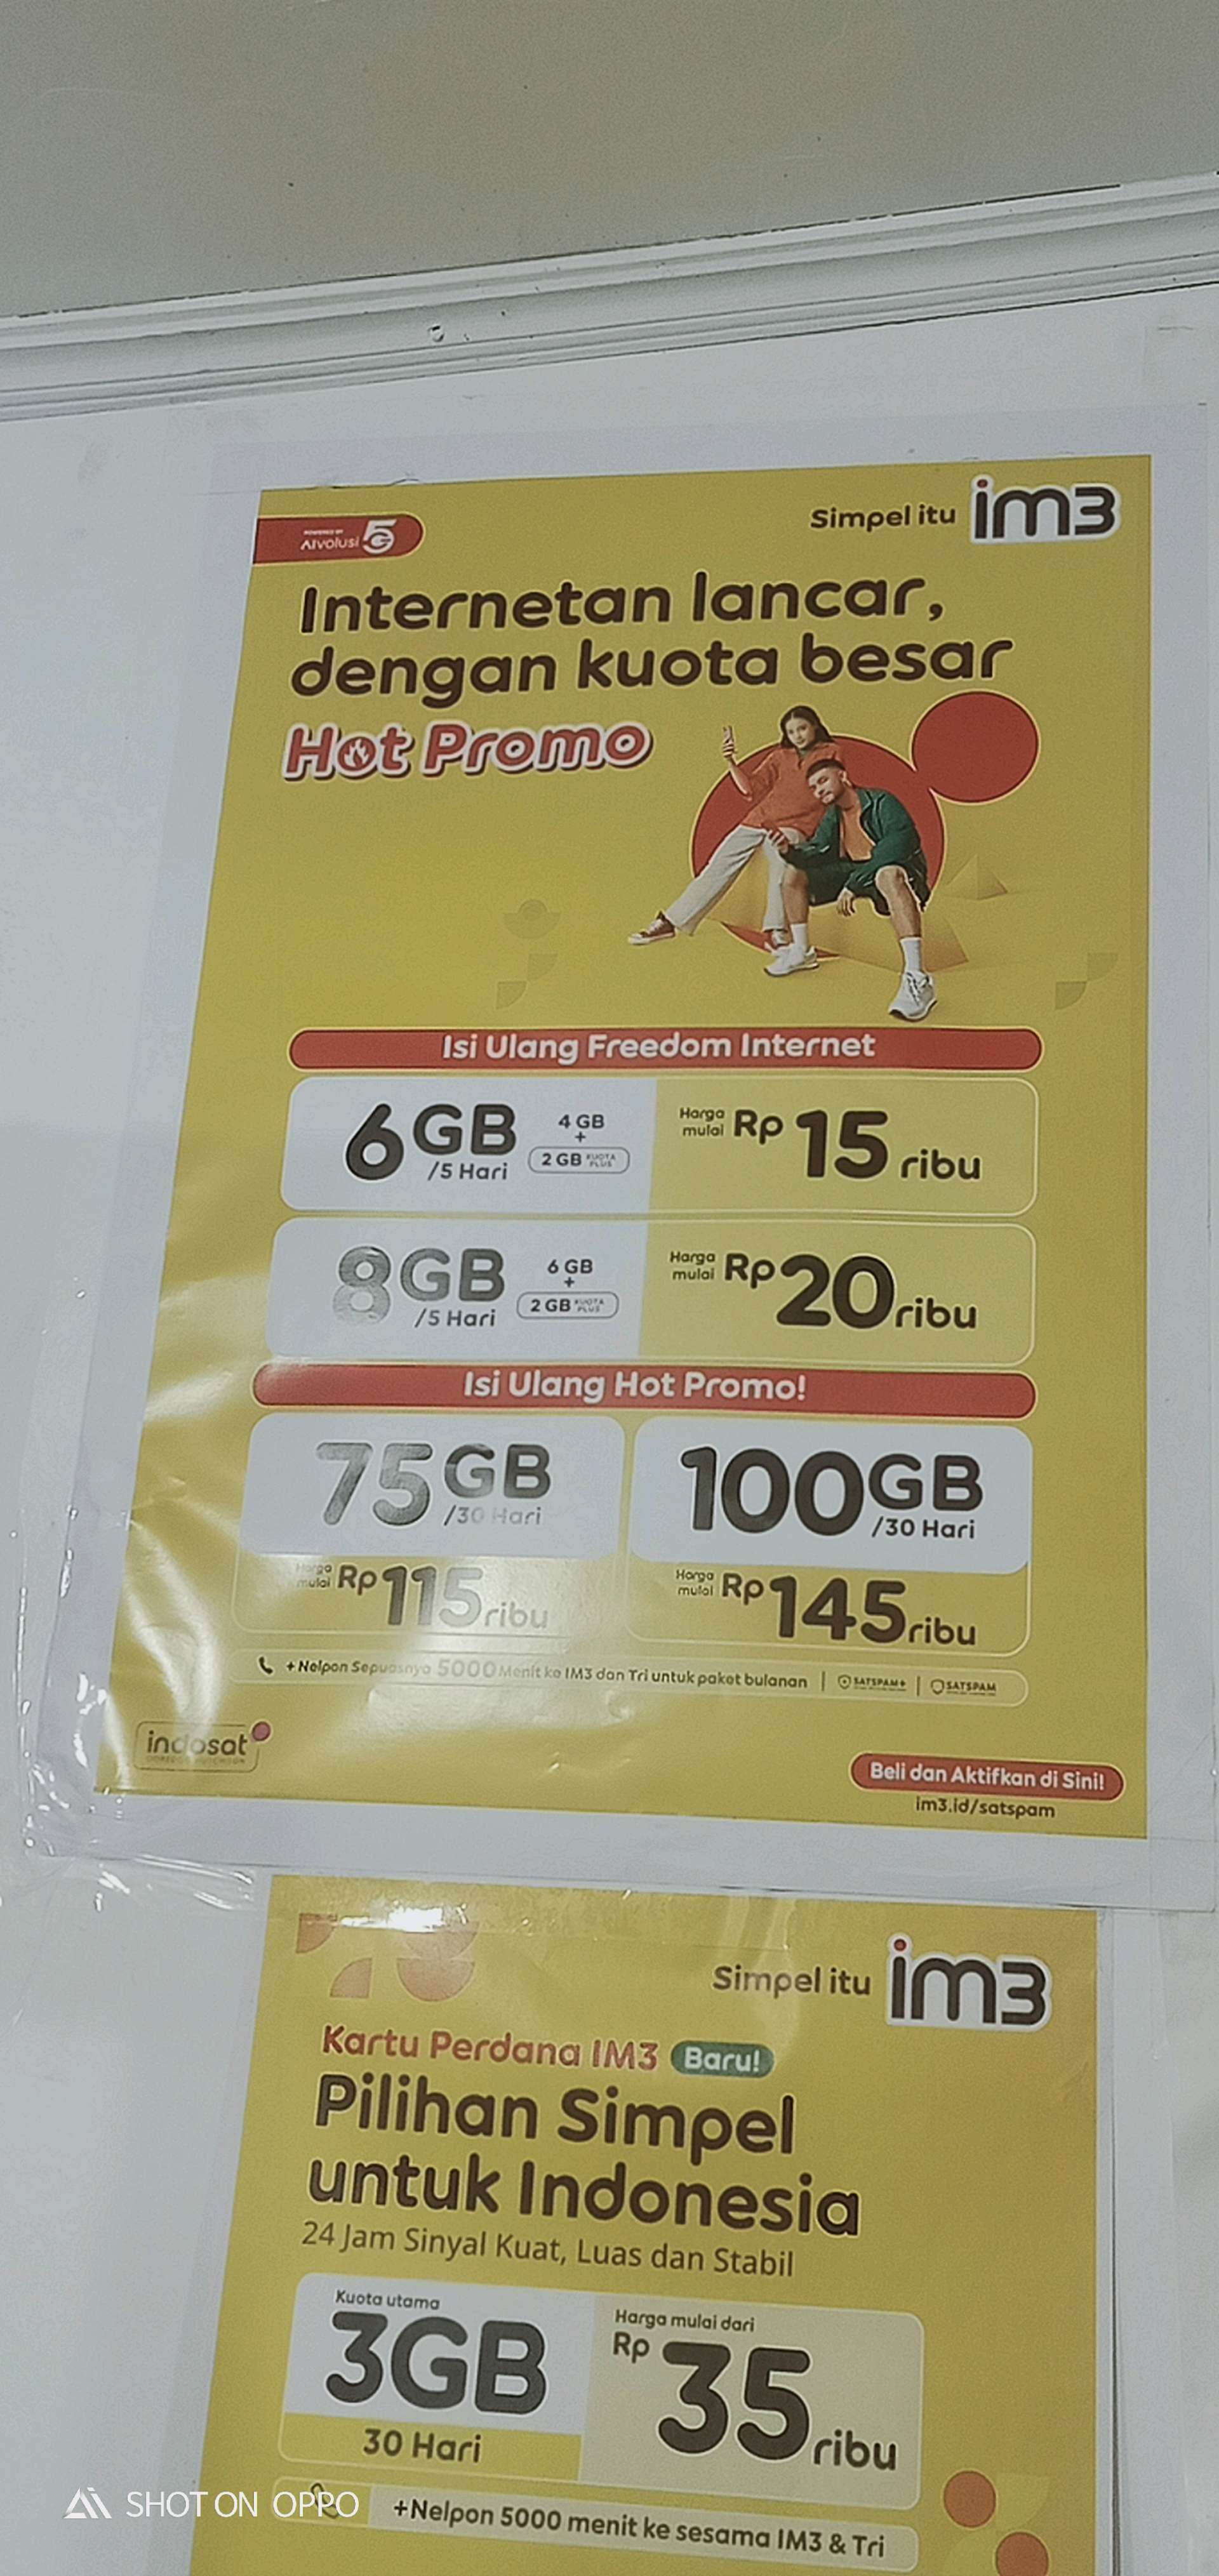 POWERED BY
AIvolusi 5G
Simpel itu im3
Internetan lancar,
dengan kuota besar
Hot Promo
Isi Ulang Freedom Internet
6GB /5 Hari
4 GB
+
2 GB KUOTA PLUS
Harga mulai Rp 15 ribu
8GB /5 Hari
6 GB
+
2 GB KUOTA PLUS
Harga mulai Rp 20 ribu
Isi Ulang Hot Promo!
75GB /30 Hari
Harga mulai Rp 115 ribu
100GB /30 Hari
Harga mulai Rp 145 ribu
+Nelpon Sepuasnya 5000 Menit ke IM3 dan Tri untuk paket bulanan | SATSPAM+ | SATSPAM
indosat
OOREDOO HUTCHISON
Beli dan Aktifkan di Sini!
im3.id/satspam
Simpel itu im3
Kartu Perdana IM3 Baru!
Pilihan Simpel
untuk Indonesia
24 Jam Sinyal Kuat, Luas dan Stabil
Kuota utama
3GB
30 Hari
Harga mulai dari
Rp 35 ribu
+Nelpon 5000 menit ke sesama IM3 & Tri
SHOT ON OPPO